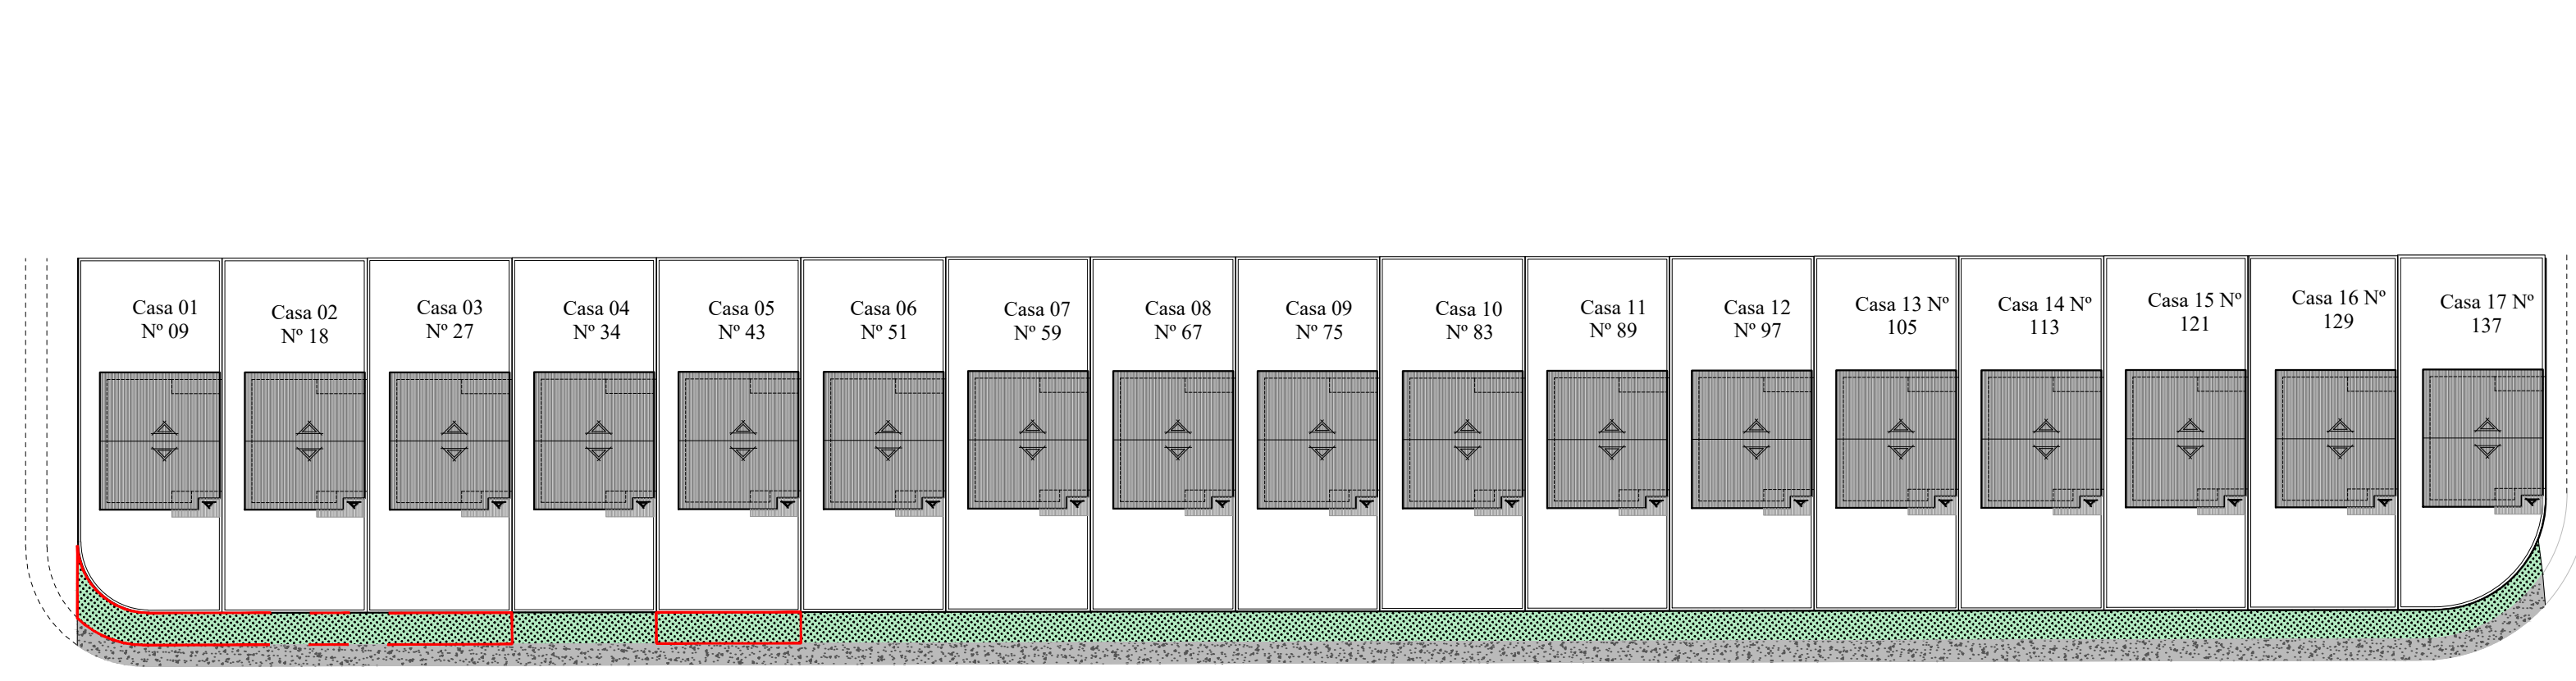 Casa 01
Nº 09
Casa 02
Nº 18
Casa 03
Nº 27
Casa 04
Nº 34
Casa 05
Nº 43
Casa 06
Nº 51
Casa 07
Nº 59
Casa 08
Nº 67
Casa 09
Nº 75
Casa 10
Nº 83
Casa 11
Nº 89
Casa 12
Nº 97
Casa 13 Nº
105
Casa 14 Nº
113
Casa 15 Nº
121
Casa 16 Nº
129
Casa 17 Nº
137